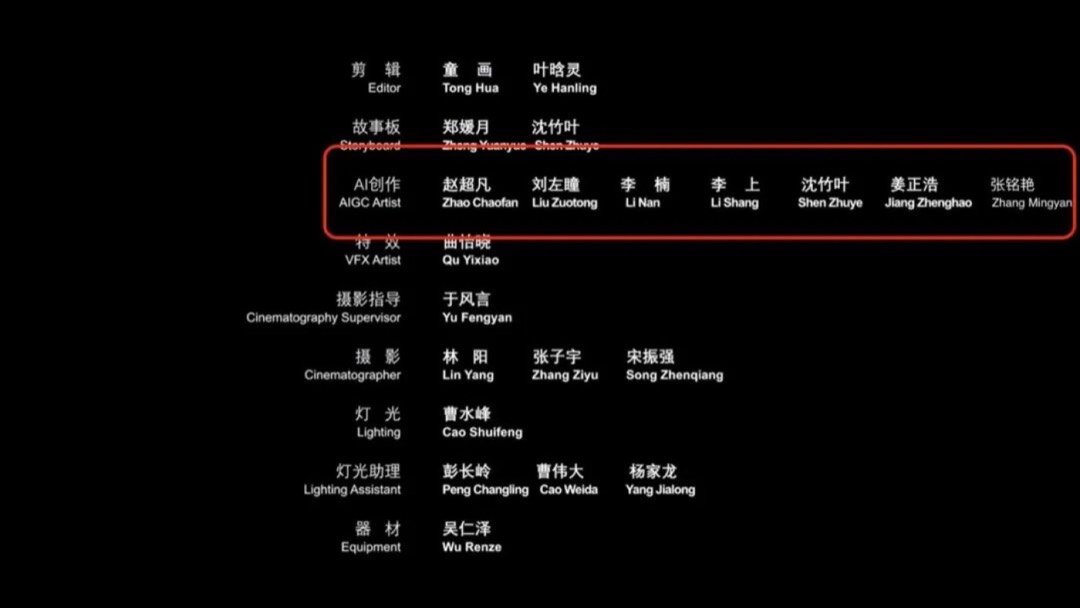 剪 辑 童 画 叶晗灵
Editor Tong Hua Ye Hanling
故事板 郑媛月 沈竹叶
Storyboard Zheng Yuanyue Shen Zhuye
AI创作 赵超凡 刘左瞳 李 楠 李 上 沈竹叶 姜正浩 张铭艳
AIGC Artist Zhao Chaofan Liu Zuotong Li Nan Li Shang Shen Zhuye Jiang Zhenghao Zhang Mingyan
特 效 曲怡晓
VFX Artist Qu Yixiao
摄影指导 于风言
Cinematography Supervisor Yu Fengyan
摄 影 林 阳 张子宇 宋振强
Cinematographer Lin Yang Zhang Ziyu Song Zhenqiang
灯 光 曹水峰
Lighting Cao Shuifeng
灯光助理 彭长岭 曹伟大 杨家龙
Lighting Assistant Peng Changling Cao Weida Yang Jialong
器 材 吴仁泽
Equipment Wu Renze